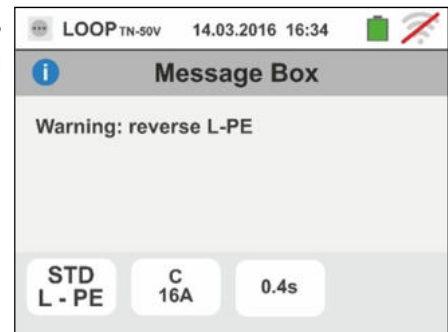 LOOP TN-50V 14.03.2016 16:34
Message Box
Warning: reverse L-PE
STD
L - PE
C
16A
0.4s